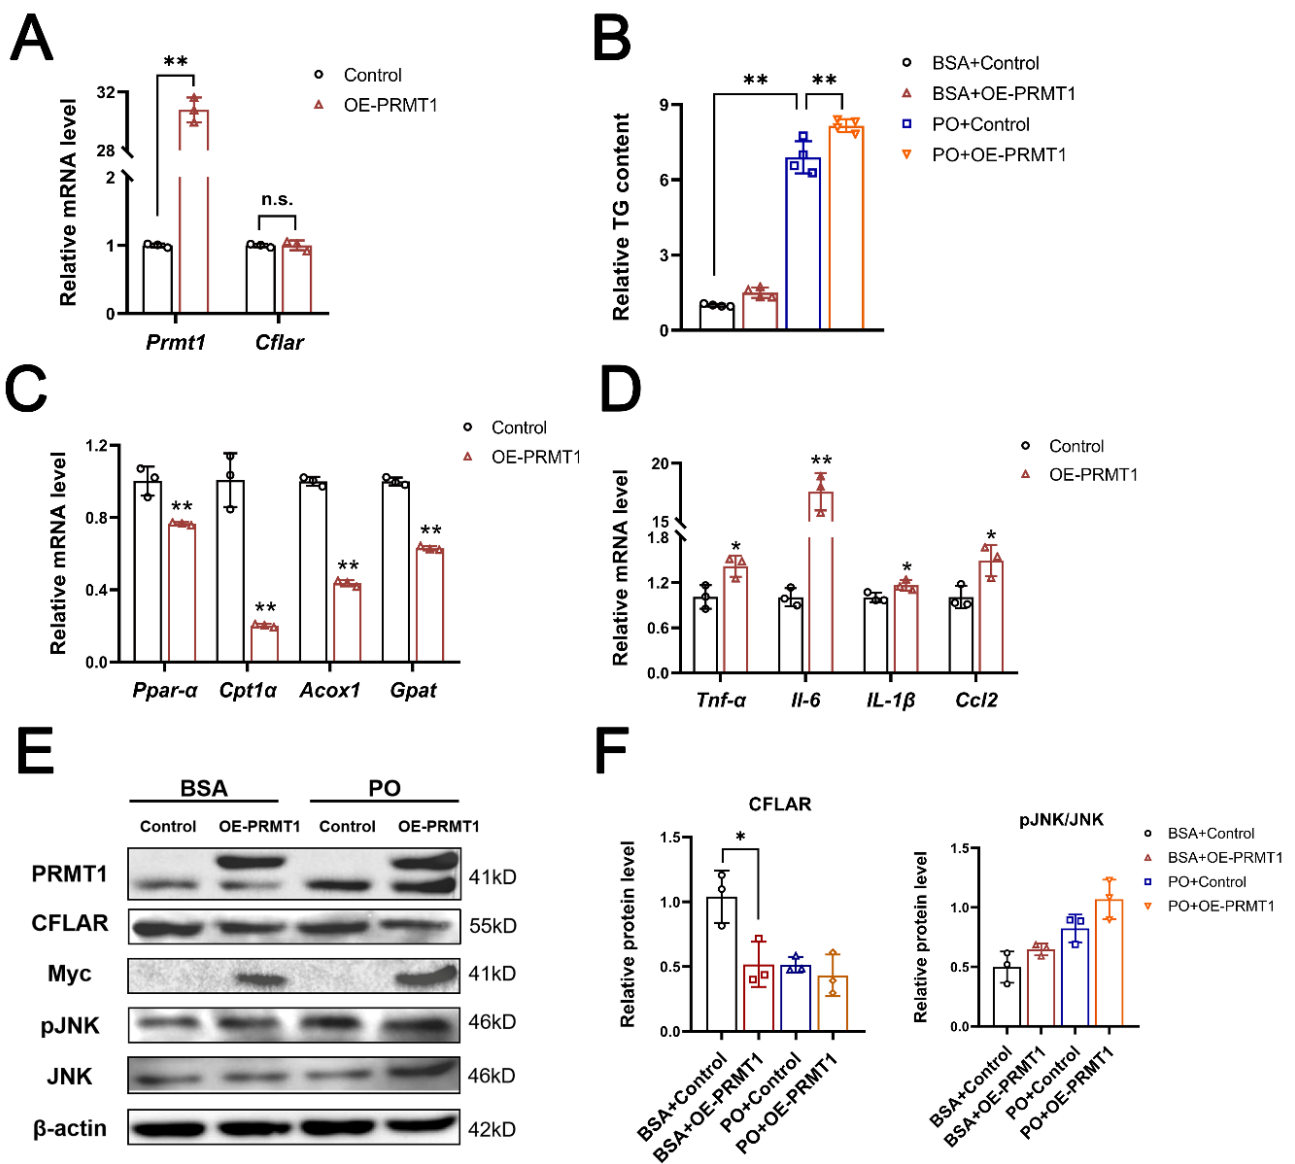 A
Control
OE-PRMT1
**
n.s.
Relative mRNA level
32
28
2
1
0
Prmt1
Cflar
B
BSA+Control
BSA+OE-PRMT1
PO+Control
PO+OE-PRMT1
**
**
Relative TG content
9
6
3
0
C
Control
OE-PRMT1
Relative mRNA level
1.2
0.8
0.4
0.0
**
**
**
**
Ppar-α
Cpt1α
Acox1
Gpat
D
Control
OE-PRMT1
Relative mRNA level
20
15
1.8
1.2
0.6
0.0
*
**
*
*
Tnf-α
Il-6
IL-1β
Ccl2
E
BSA
PO
Control
OE-PRMT1
Control
OE-PRMT1
PRMT1
41kD
CFLAR
55kD
Myc
41kD
pJNK
46kD
JNK
46kD
β-actin
42kD
F
CFLAR
Relative protein level
1.5
1.0
0.5
0.0
*
BSA+Control
BSA+OE-PRMT1
PO+Control
PO+OE-PRMT1
pJNK/JNK
Relative protein level
1.5
1.0
0.5
0.0
BSA+Control
BSA+OE-PRMT1
PO+Control
PO+OE-PRMT1
BSA+Control
BSA+OE-PRMT1
PO+Control
PO+OE-PRMT1